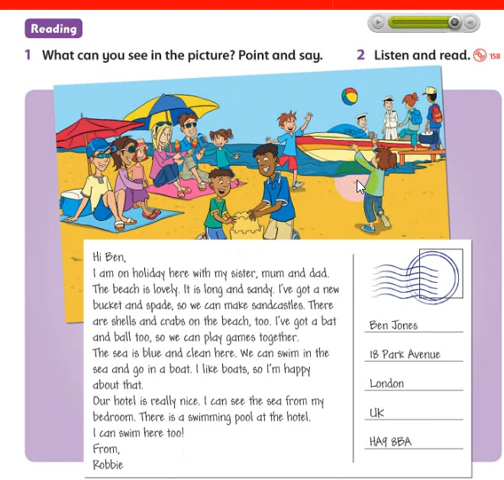 Reading
1 What can you see in the picture? Point and say.
2 Listen and read. 158
Hi Ben,
I am on holiday here with my sister, mum and dad.
The beach is lovely. It is long and sandy. I've got a new
bucket and spade, so we can make sandcastles. There
are shells and crabs on the beach, too. I've got a bat
and ball too, so we can play games together.
The sea is blue and clean here. We can swim in the
sea and go in a boat. I like boats, so I'm happy
about that.
Our hotel is really nice. I can see the sea from my
bedroom. There is a swimming pool at the hotel.
I can swim here too!
From,
Robbie
Ben Jones
18 Park Avenue
London
UK
HA9 8BA